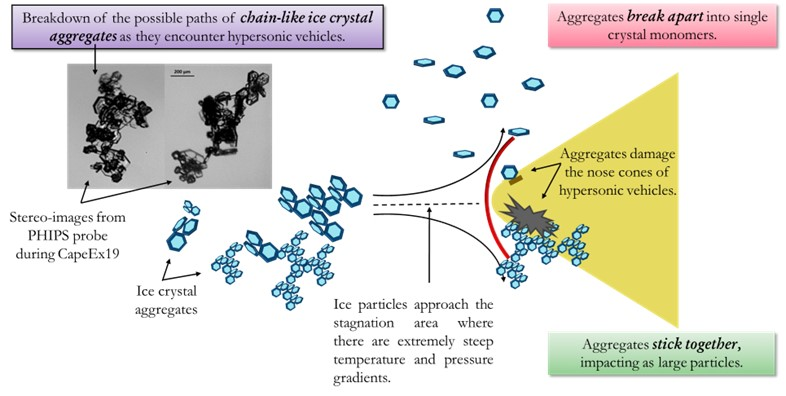 Breakdown of the possible paths of chain-like ice crystal
aggregates as they encounter hypersonic vehicles.
Aggregates break apart into single
crystal monomers.
200 µm
Aggregates damage
the nose cones of
hypersonic vehicles.
Stereo-images from
PHIPS probe
during CapeEx19
Ice crystal
aggregates
Ice particles approach the
stagnation area where
there are extremely steep
temperature and pressure
gradients.
Aggregates stick together,
impacting as large particles.